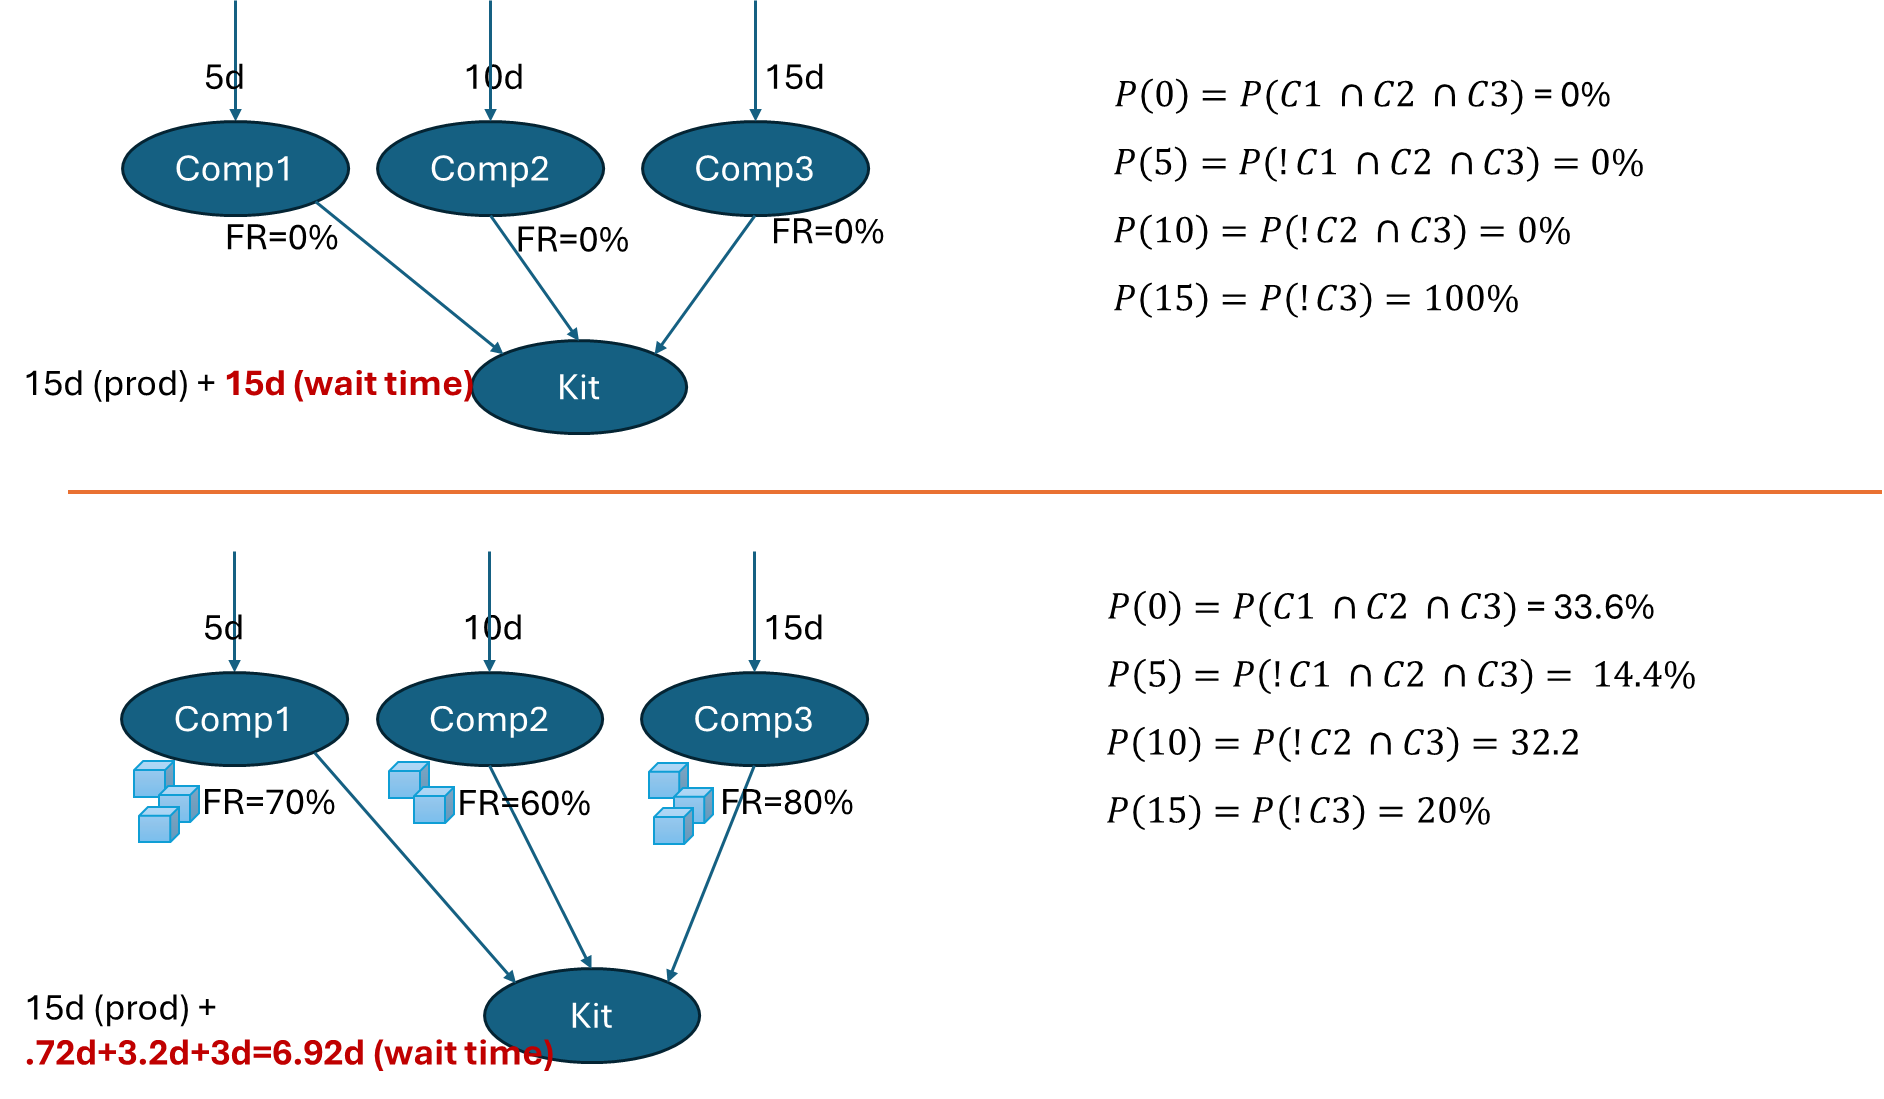 5d
10d
15d
Comp1
Comp2
Comp3
FR=0%
FR=0%
FR=0%
15d (prod) + 15d (wait time)
Kit
P(0) = P(C1 ∩ C2 ∩ C3) = 0%
P(5) = P(! C1 ∩ C2 ∩ C3) = 0%
P(10) = P(! C2 ∩ C3) = 0%
P(15) = P(! C3) = 100%
5d
10d
15d
Comp1
Comp2
Comp3
FR=70%
FR=60%
FR=80%
Kit
15d (prod) +
.72d+3.2d+3d=6.92d (wait time)
P(0) = P(C1 ∩ C2 ∩ C3) = 33.6%
P(5) = P(! C1 ∩ C2 ∩ C3) = 14.4%
P(10) = P(! C2 ∩ C3) = 32.2
P(15) = P(! C3) = 20%